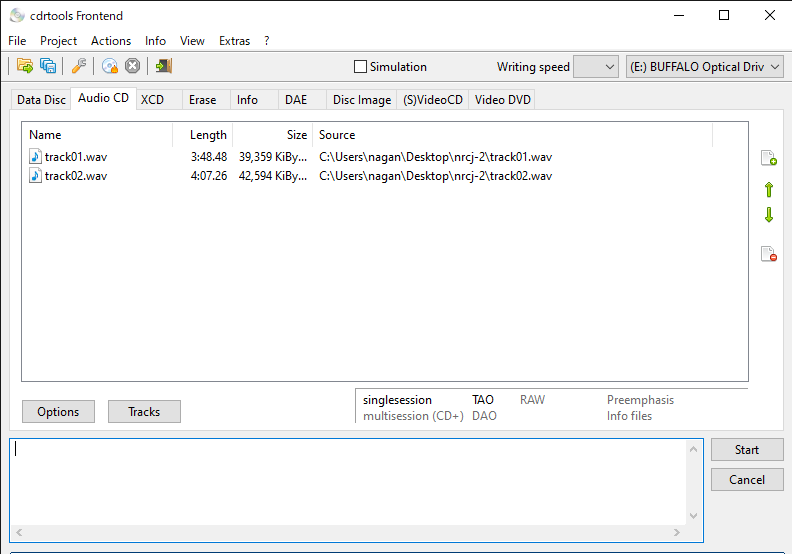 cdrtools Frontend
File Project Actions Info View Extras ?
Simulation Writing speed (E:) BUFFALO Optical Driv
Data Disc Audio CD XCD Erase Info DAE Disc Image (S)VideoCD Video DVD
Name Length Size Source
track01.wav 3:48.48 39,359 KiBy... C:\Users\nagan\Desktop\nrcj-2\track01.wav
track02.wav 4:07.26 42,594 KiBy... C:\Users\nagan\Desktop\nrcj-2\track02.wav
Options Tracks singlesession TAO RAW Preemphasis
multisession (CD+) DAO Info files
Start
Cancel